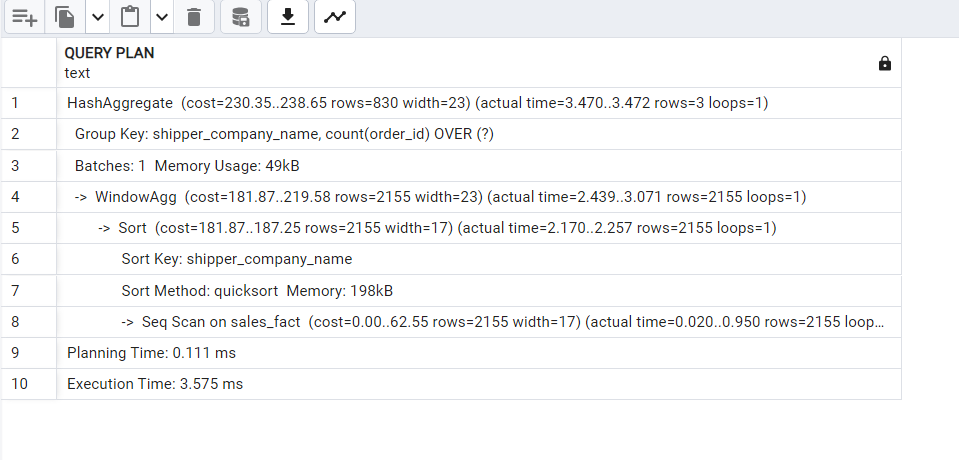 QUERY PLAN
text
1 HashAggregate (cost=230.35..238.65 rows=830 width=23) (actual time=3.470..3.472 rows=3 loops=1)
2 Group Key: shipper_company_name, count(order_id) OVER (?)
3 Batches: 1 Memory Usage: 49kB
4 -> WindowAgg (cost=181.87..219.58 rows=2155 width=23) (actual time=2.439..3.071 rows=2155 loops=1)
5 -> Sort (cost=181.87..187.25 rows=2155 width=17) (actual time=2.170..2.257 rows=2155 loops=1)
6 Sort Key: shipper_company_name
7 Sort Method: quicksort Memory: 198kB
8 -> Seq Scan on sales_fact (cost=0.00..62.55 rows=2155 width=17) (actual time=0.020..0.950 rows=2155 loop...
9 Planning Time: 0.111 ms
10 Execution Time: 3.575 ms